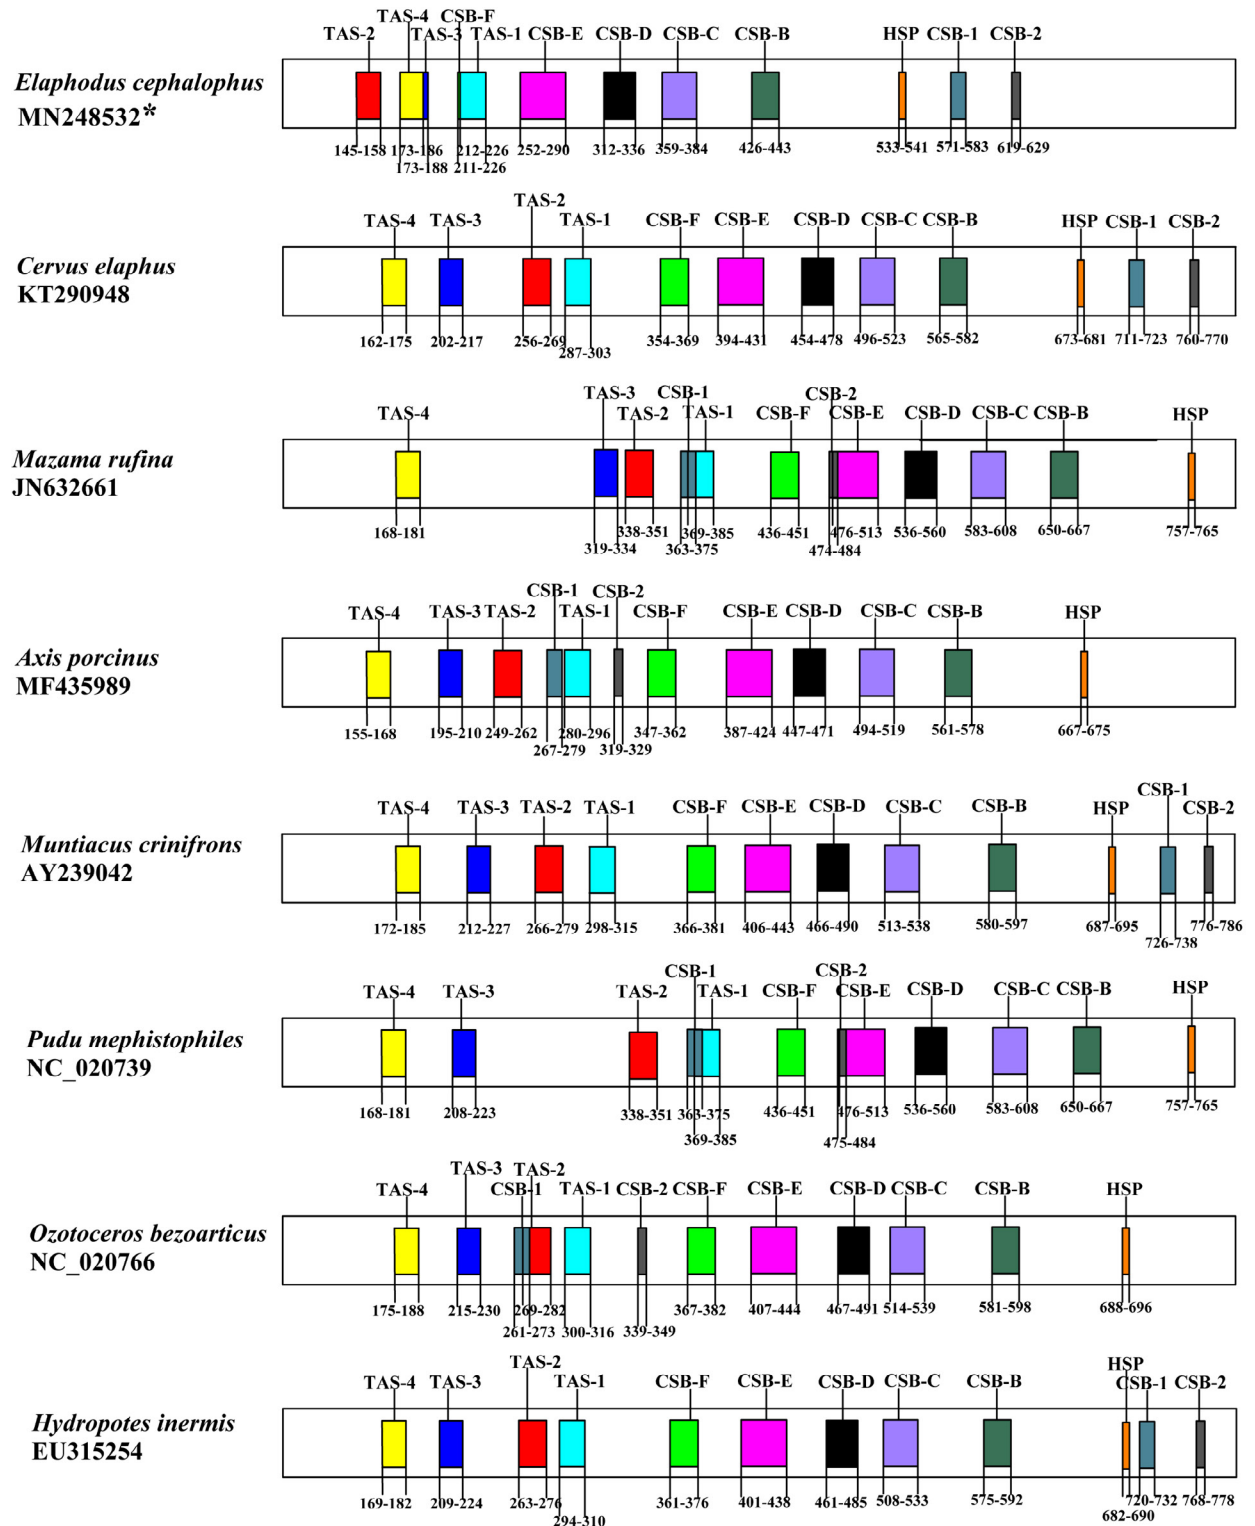 TAS-4 CSB-F
TAS-2 TAS-3 TAS-1 CSB-E CSB-D CSB-C CSB-B HSP CSB-1 CSB-2
Elaphodus cephalophus
MN248532*
145-158 173-186 212-226 252-290 312-336 359-384 426-443 533-541 571-583 619-629
173-188 211-226
TAS-2
TAS-4 TAS-3 TAS-1 CSB-F CSB-E CSB-D CSB-C CSB-B HSP CSB-1 CSB-2
Cervus elaphus
KT290948
162-175 202-217 256-269 354-369 394-431 454-478 496-523 565-582 673-681 711-723 760-770
287-303
TAS-3 CSB-1 CSB-2
TAS-4 TAS-2 TAS-1 CSB-F CSB-E CSB-D CSB-C CSB-B HSP
Mazama rufina
JN632661
168-181 338-351 369-385 436-451 476-513 536-560 583-608 650-667 757-765
319-334 363-375 474-484
CSB-1 CSB-2
TAS-4 TAS-3 TAS-2 TAS-1 CSB-F CSB-E CSB-D CSB-C CSB-B HSP
Axis porcinus
MF435989
155-168 195-210 249-262 280-296 347-362 387-424 447-471 494-519 561-578 667-675
267-279 319-329
CSB-1
TAS-4 TAS-3 TAS-2 TAS-1 CSB-F CSB-E CSB-D CSB-C CSB-B HSP CSB-2
Muntiacus crinifrons
AY239042
172-185 212-227 266-279 298-315 366-381 406-443 466-490 513-538 580-597 687-695 776-786
726-738
CSB-1 CSB-2
TAS-4 TAS-3 TAS-2 TAS-1 CSB-F CSB-E CSB-D CSB-C CSB-B HSP
Pudu mephistophiles
NC_020739
168-181 208-223 338-351 363-375 436-451 476-513 536-560 583-608 650-667 757-765
369-385 475-484
TAS-3 TAS-2
TAS-4 CSB-1 TAS-1 CSB-2 CSB-F CSB-E CSB-D CSB-C CSB-B HSP
Ozotoceros bezoarticus
NC_020766
175-188 215-230 269-282 367-382 407-444 467-491 514-539 581-598 688-696
261-273 300-316 339-349
TAS-2 HSP
TAS-4 TAS-3 TAS-1 CSB-F CSB-E CSB-D CSB-C CSB-B CSB-1 CSB-2
Hydropotes inermis
EU315254
169-182 209-224 263-276 361-376 401-438 461-485 508-533 575-592 720-732 768-778
294-310 682-690